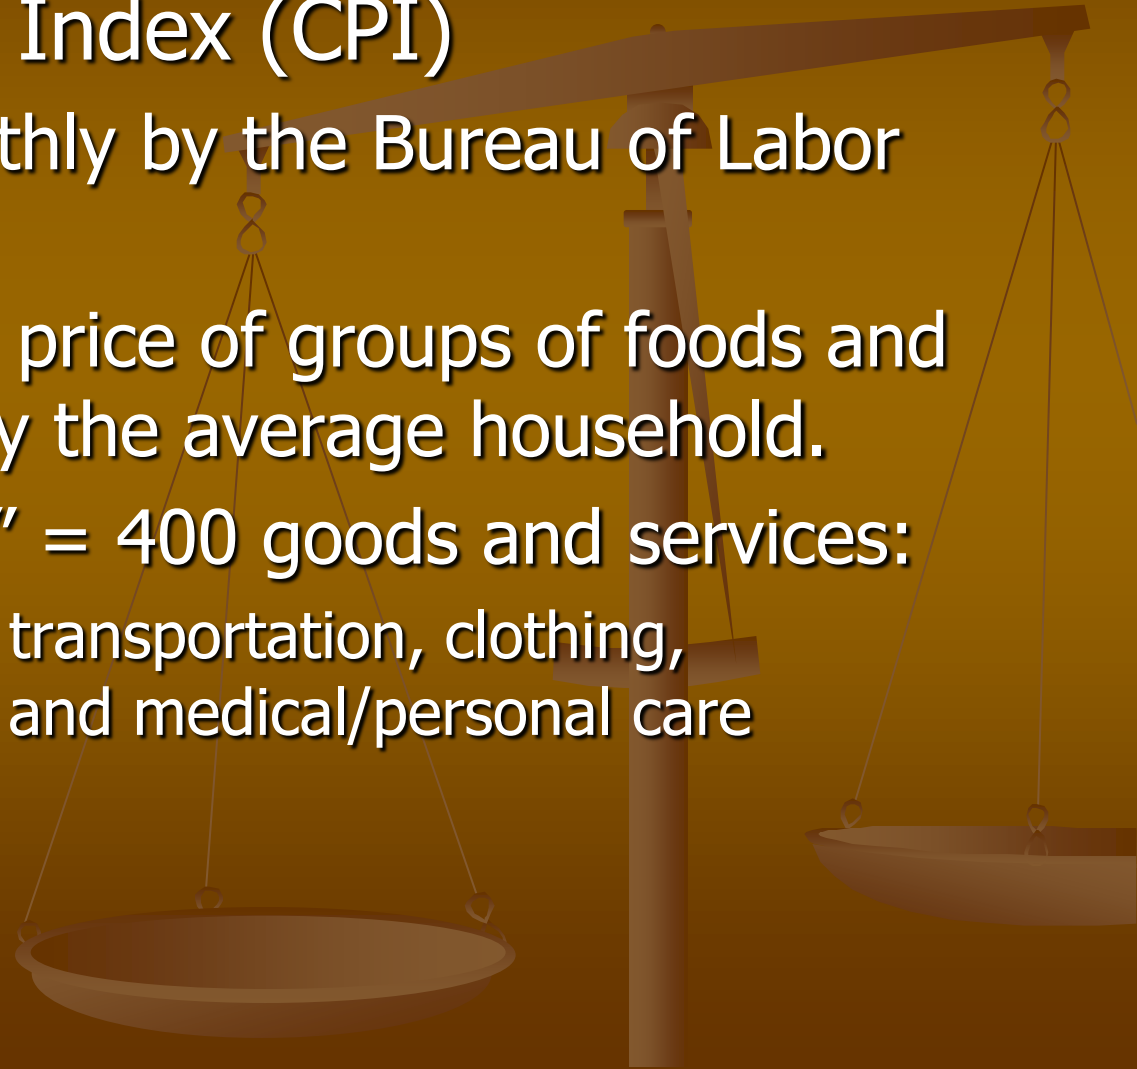 Index (CPI)
thly by the Bureau of Labor
price of groups of foods and
y the average household.
” = 400 goods and services:
transportation, clothing,
and medical/personal care